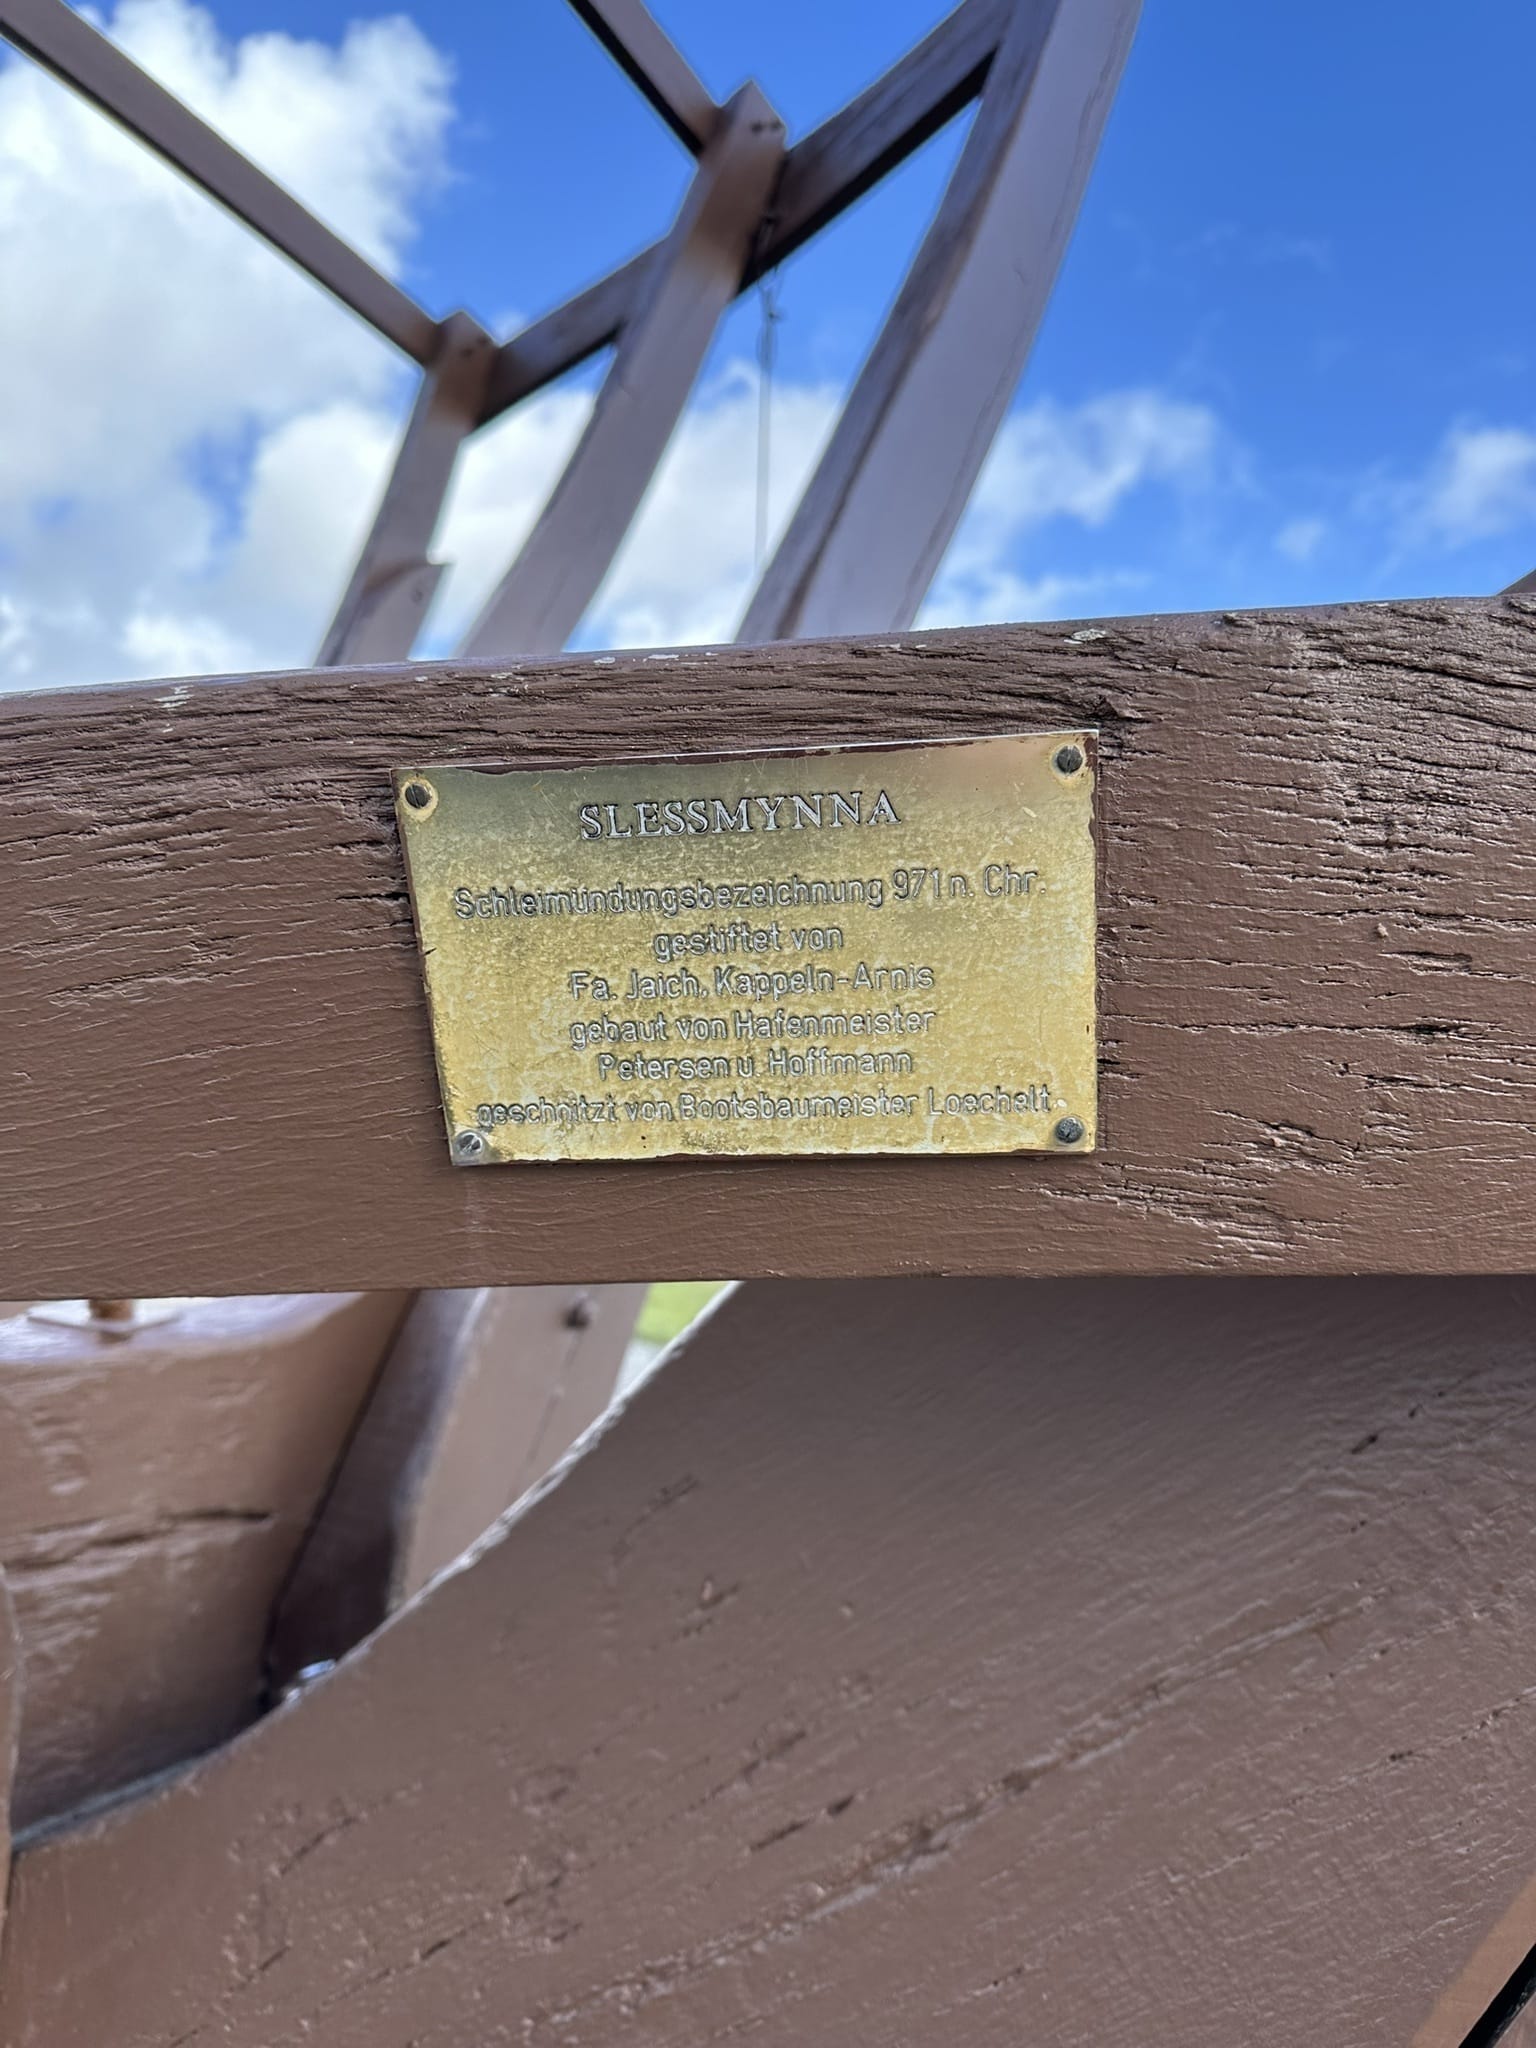 SLESSMYNNA
Schleimündungsbezeichnung 971 n. Chr.
gestiftet von
Fa. Jaich, Kappeln-Arnis
gebaut von Hafenmeister
Petersen u. Hoffmann
geschnitzt von Bootsbaumeister Loechelt